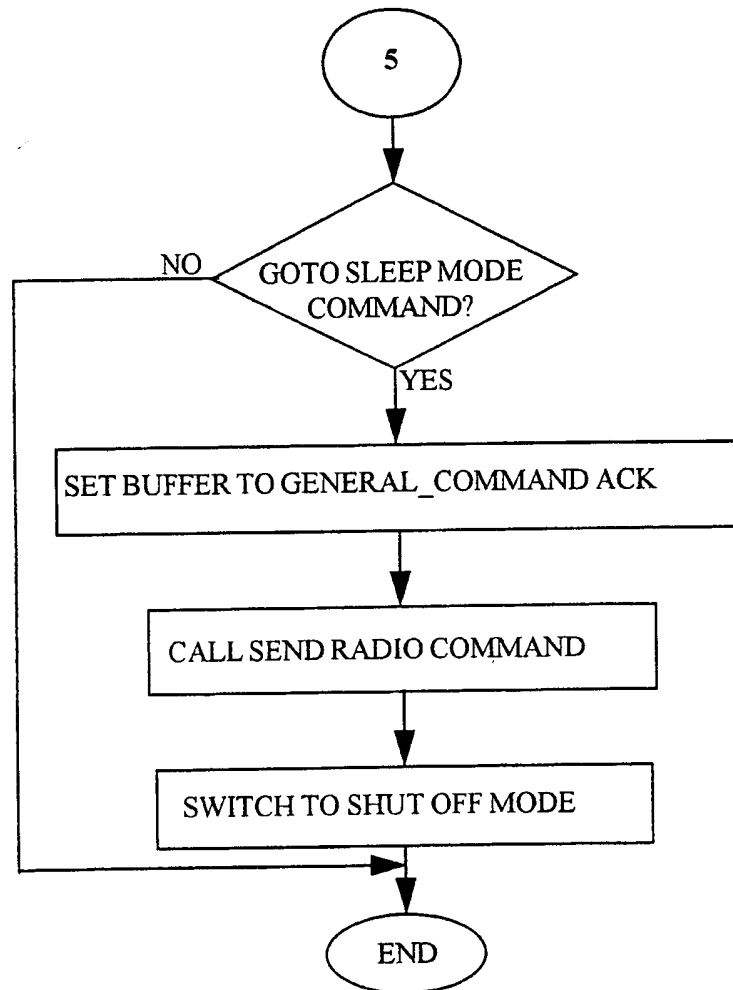 5
GOTO SLEEP MODE
COMMAND?
NO
YES
SET BUFFER TO GENERAL_COMMAND ACK
CALL SEND RADIO COMMAND
SWITCH TO SHUT OFF MODE
END